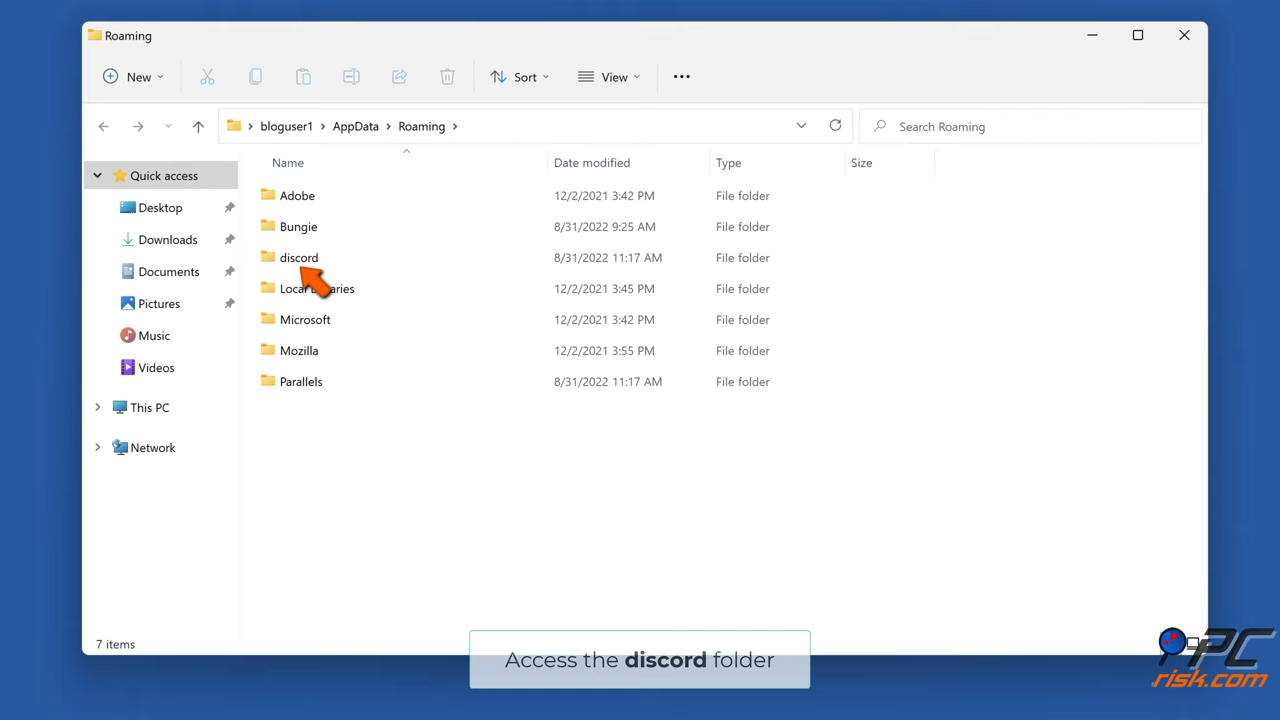 Roaming
New
Sort
View
bloguser1 > AppData > Roaming >
Search Roaming
Name Date modified Type Size
Quick access
Desktop
Downloads
Documents
Pictures
Music
Videos
This PC
Network
Adobe 12/2/2021 3:42 PM File folder
Bungie 8/31/2022 9:25 AM File folder
discord 8/31/2022 11:17 AM File folder
Local 12/2/2021 3:45 PM File folder
Microsoft 12/2/2021 3:42 PM File folder
Mozilla 12/2/2021 3:55 PM File folder
Parallels 8/31/2022 11:17 AM File folder
7 items
Access the discord folder
PC
risk.com